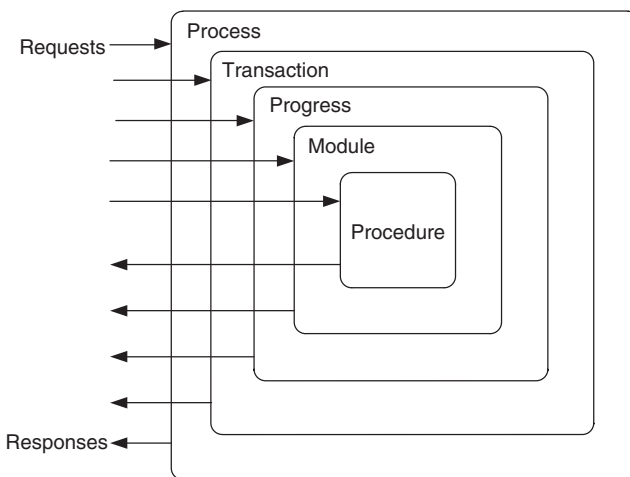 Process
Requests
Transaction
Progress
Module
Procedure
Responses